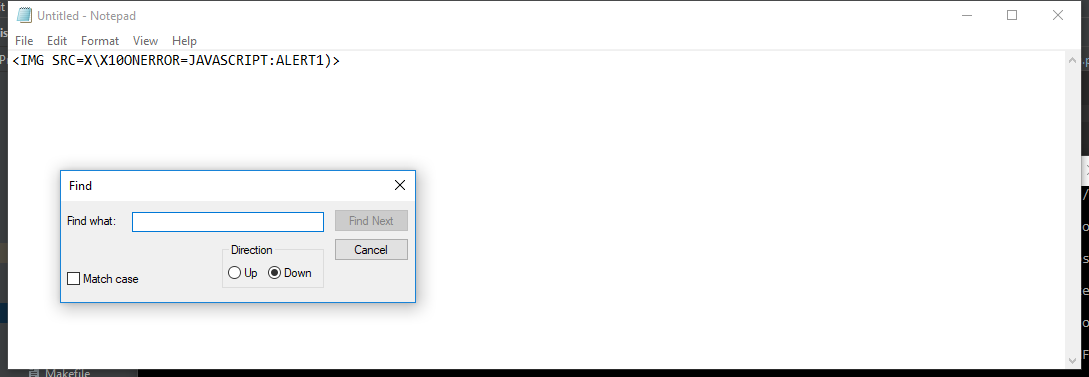 Untitled - Notepad
File Edit Format View Help
<IMG SRC=X\X10ONERROR=JAVASCRIPT:ALERT1)>
Find
Find what:
Find Next
Cancel
Direction
Up Down
Match case
Makefile